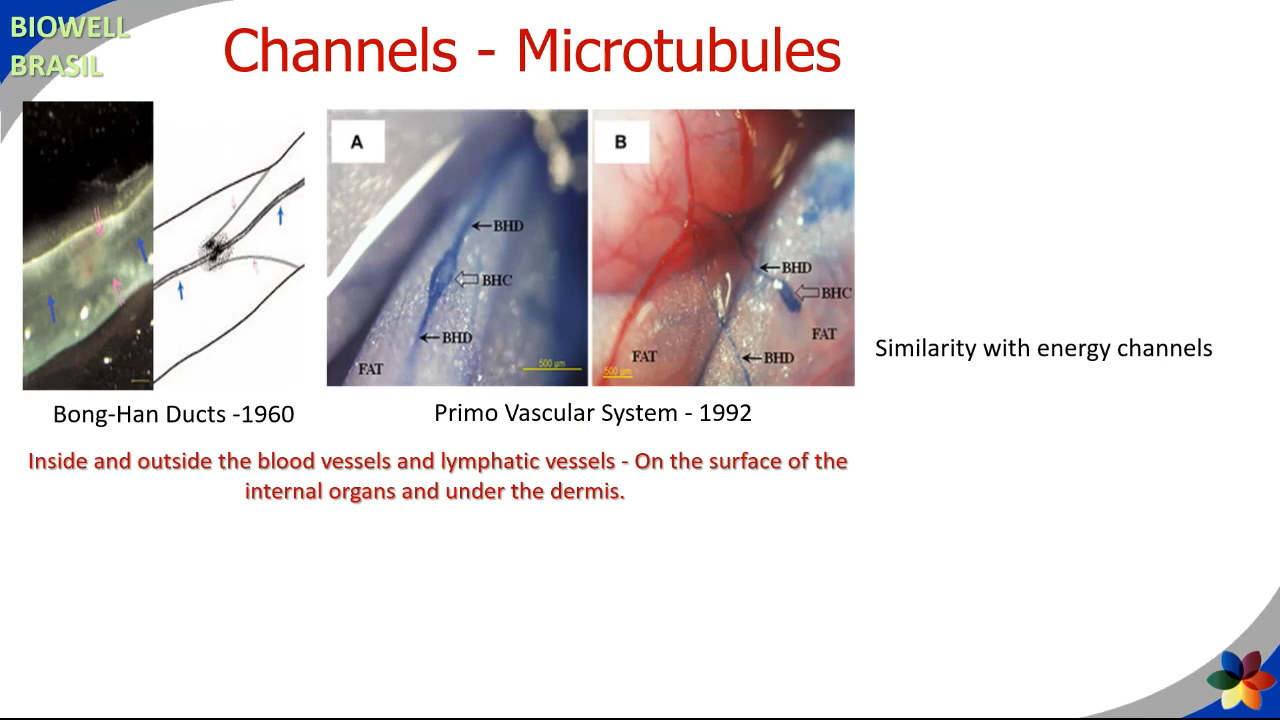 BIOWELL
BRASIL
Channels - Microtubules
A
BHD
BHC
BHD
FAT
500 µm
B
BHD
BHC
FAT
FAT
BHD
500 µm
Similarity with energy channels
Bong-Han Ducts -1960
Primo Vascular System - 1992
Inside and outside the blood vessels and lymphatic vessels - On the surface of the
internal organs and under the dermis.